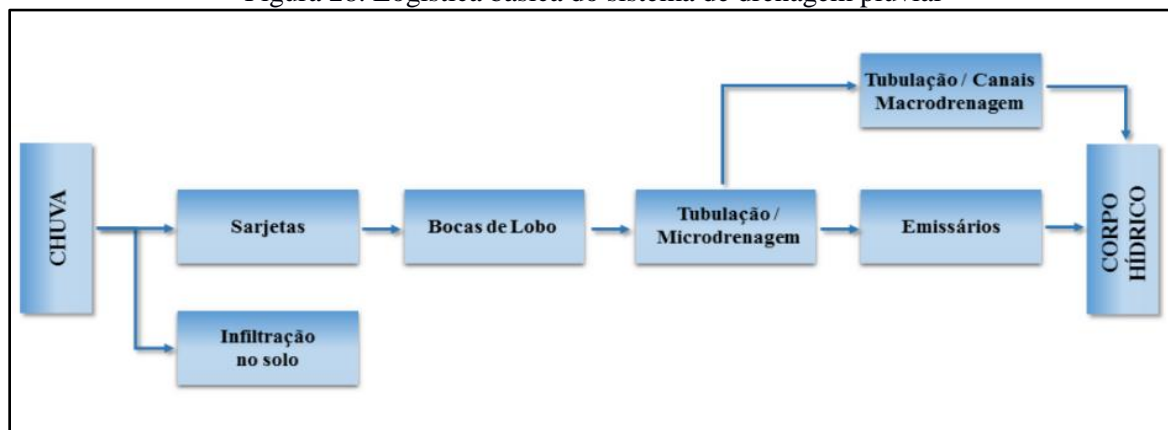 Figura 28: Logística básica do sistema de drenagem pluvial
Tubulação / Canais
Macrodrenagem
CHUVA
Sarjetas
Bocas de Lobo
Tubulação /
Microdrenagem
Emissários
CORPO
HÍDRICO
Infiltração
no solo